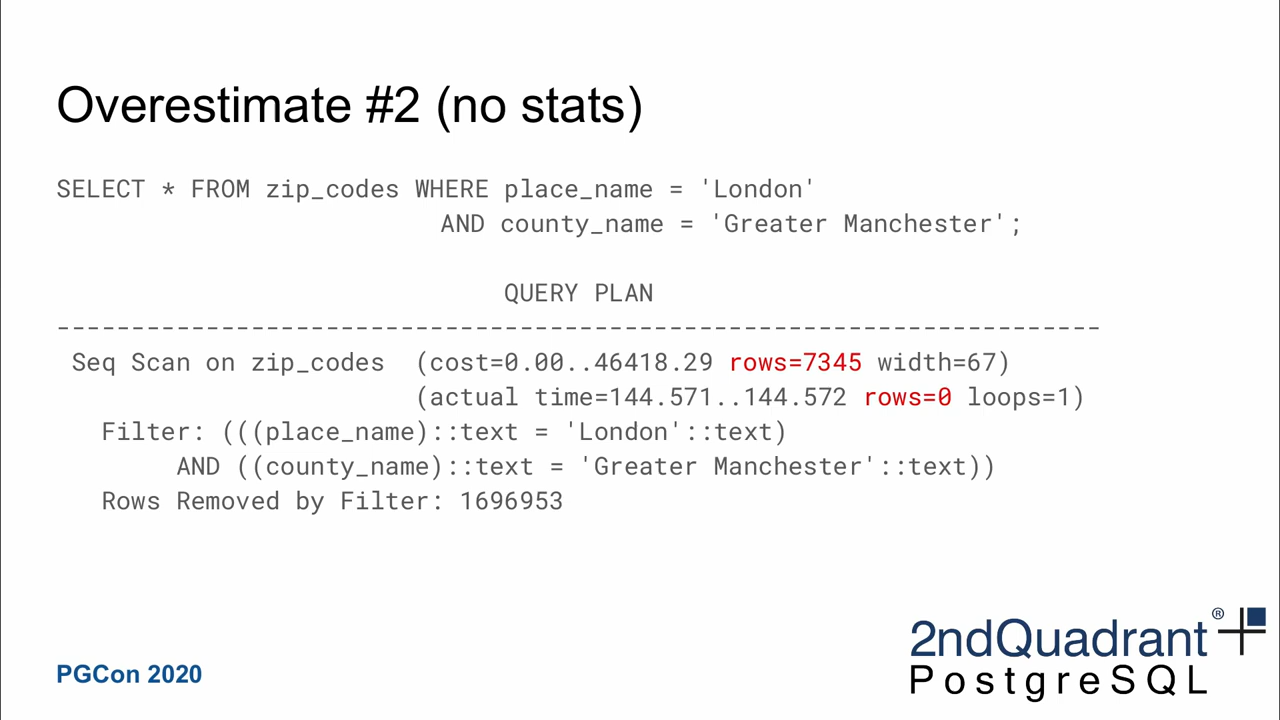 Overestimate #2 (no stats)
SELECT * FROM zip_codes WHERE place_name = 'London'
AND county_name = 'Greater Manchester';
QUERY PLAN
----------------------------------------------------------------------
Seq Scan on zip_codes (cost=0.00..46418.29 rows=7345 width=67)
(actual time=144.571..144.572 rows=0 loops=1)
Filter: (((place_name)::text = 'London'::text)
AND ((county_name)::text = 'Greater Manchester'::text))
Rows Removed by Filter: 1696953
2ndQuadrant®
PostgreSQL
PGCon 2020